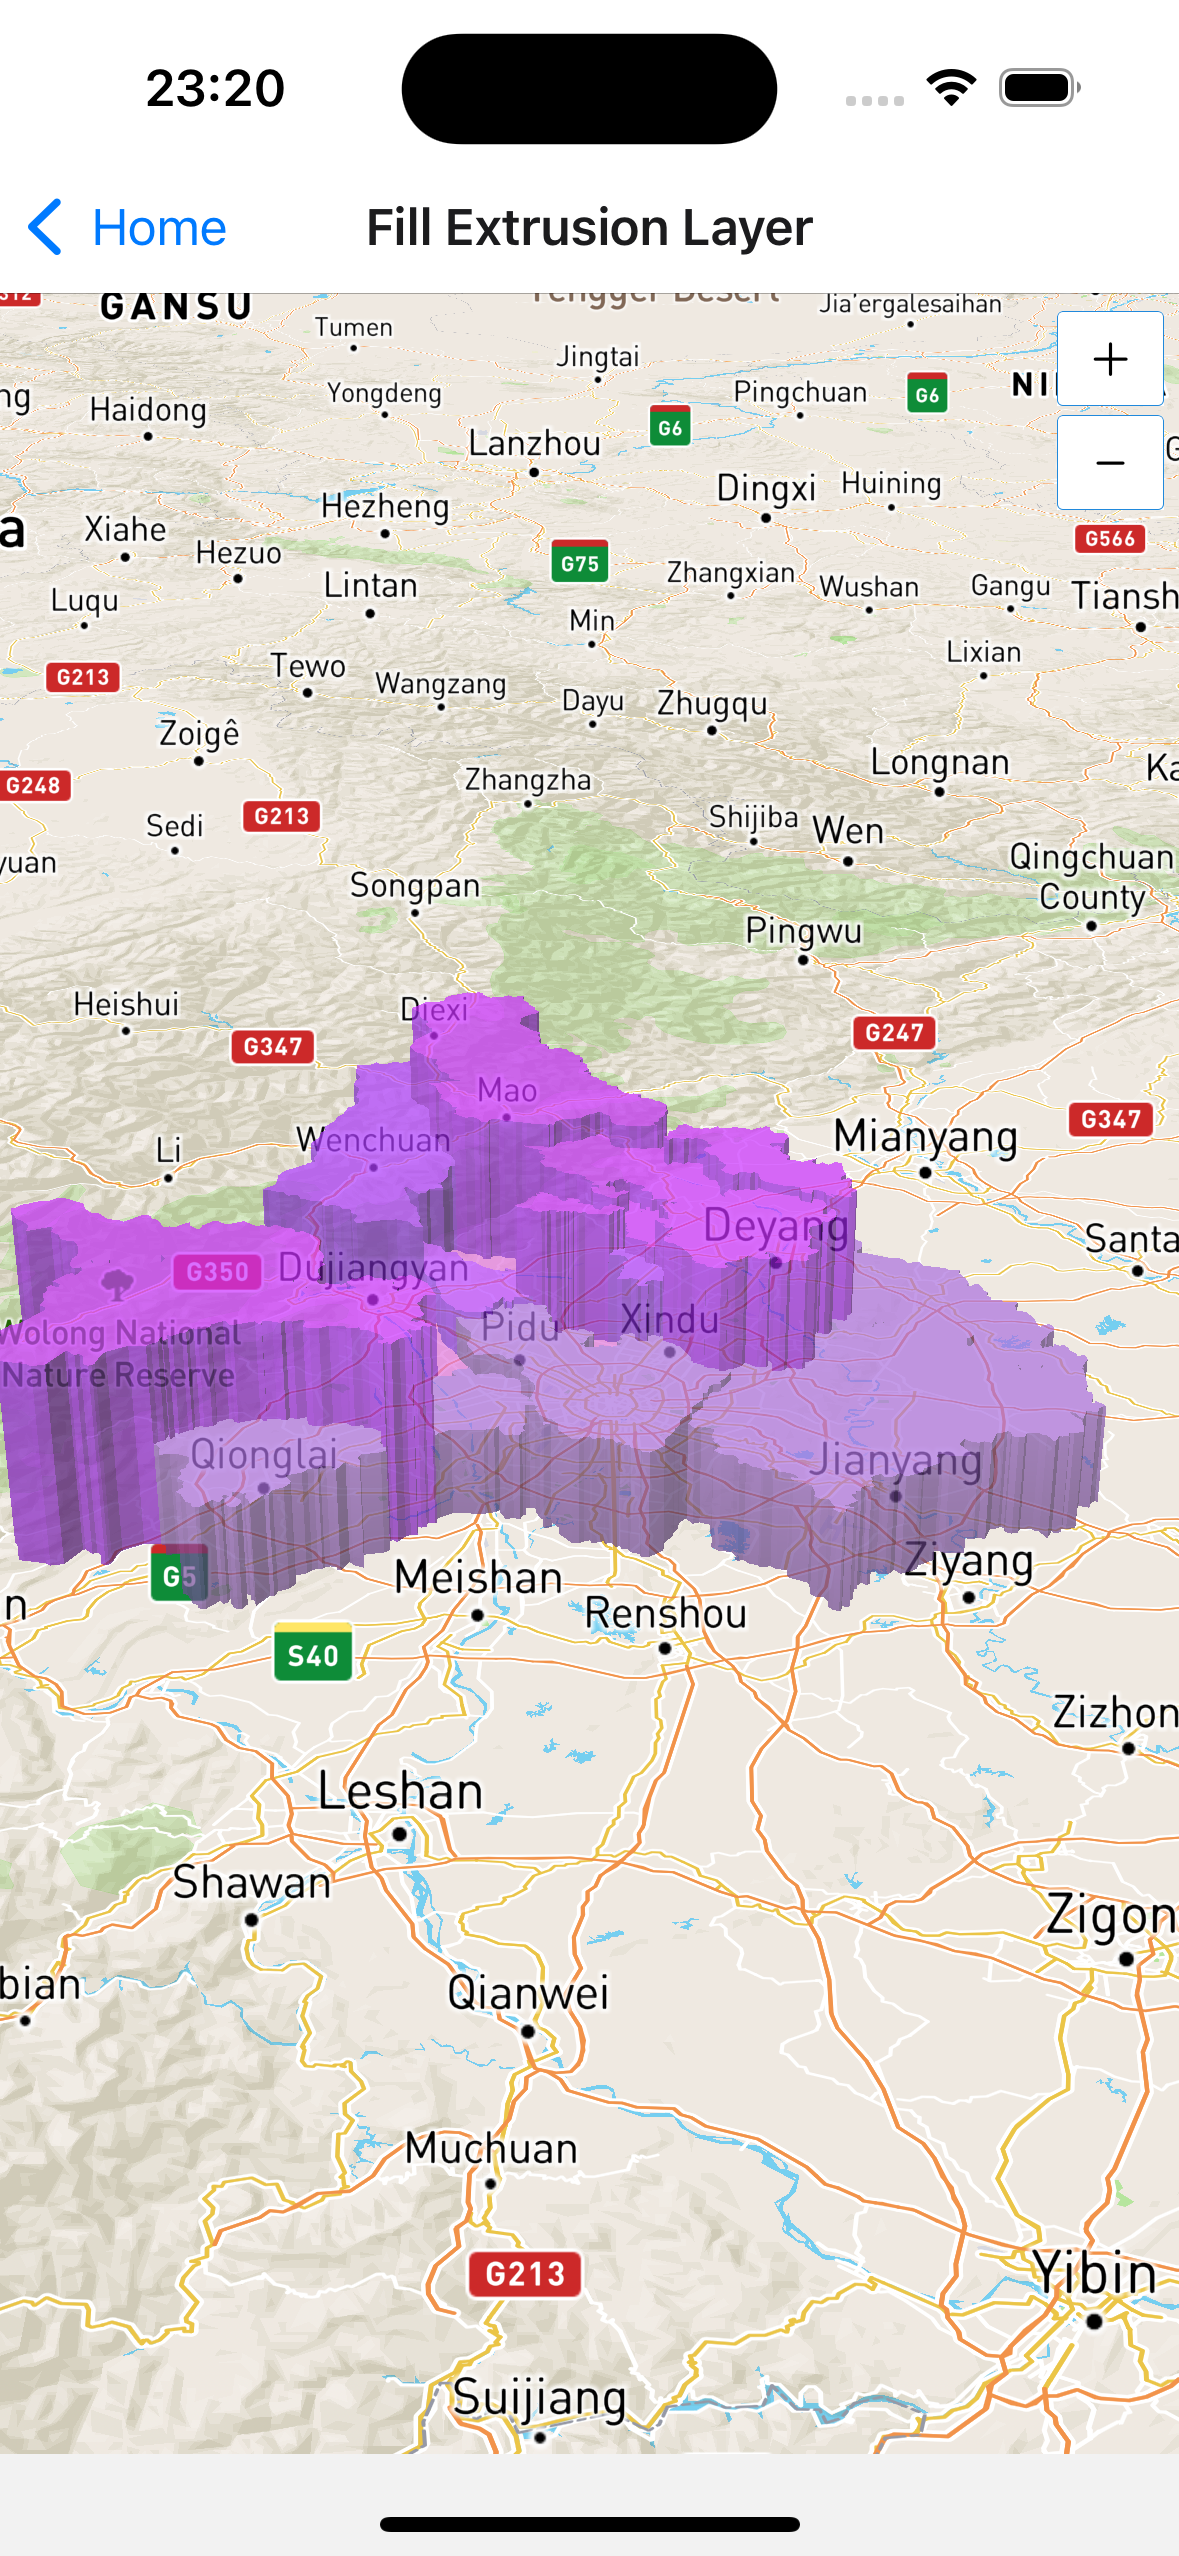 23:20
Home
Fill Extrusion Layer
GANSU
Tengger Desert
Jia'ergalesaihan
Tumen
Jingtai
+
Yongdeng
Pingchuan
G6
NI
Haidong
G6
Lanzhou
−
Dingxi
Huining
Hezheng
Xiahe
G566
Hezuo
G75
Lintan
Zhangxian
Wushan
Gangu
Tiansh
Luqu
Min
Lixian
G213
Tewo
Wangzang
Dayu
Zhugqu
Zoigê
Longnan
Ka
G248
Zhangzha
G213
Sedi
Shijiba
Wen
yuan
Qingchuan
County
Songpan
Pingwu
Heishui
Diexi
G347
G247
Mao
G347
Wenchuan
Li
Mianyang
Deyang
Santa
G350
Dujiangyan
Wolong National
Nature Reserve
Pidu
Xindu
Qionglai
Jianyang
G5
Meishan
Ziyang
Renshou
S40
Zizhon
Leshan
Shawan
Zigon
bian
Qianwei
Muchuan
G213
Yibin
Suijiang